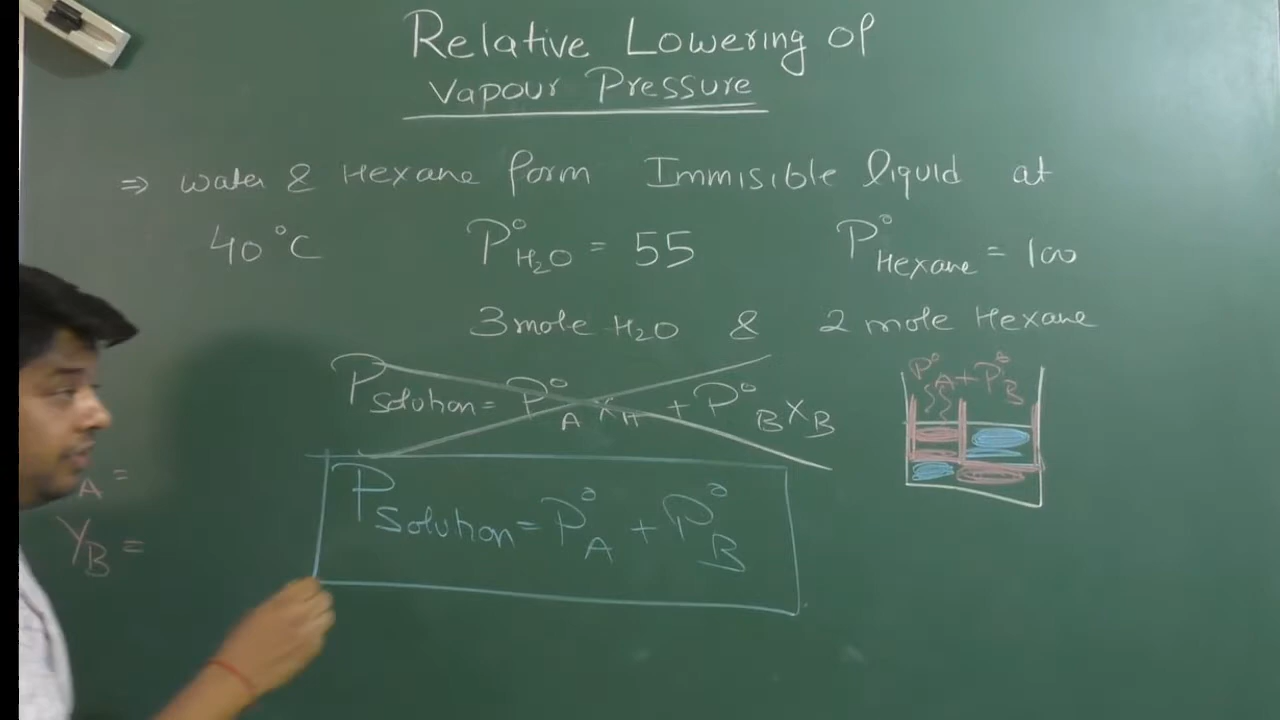 Relative Lowering of
Vapour Pressure
⇒ Water & Hexane form Immisible liquid at
40°C P°H₂O = 55 P°Hexane = 100
3 mole H₂O & 2 mole Hexane
P°A + P°B
Psolution = P°A XA + P°B XB
A =
Psolution = P°A + P°B
YB =